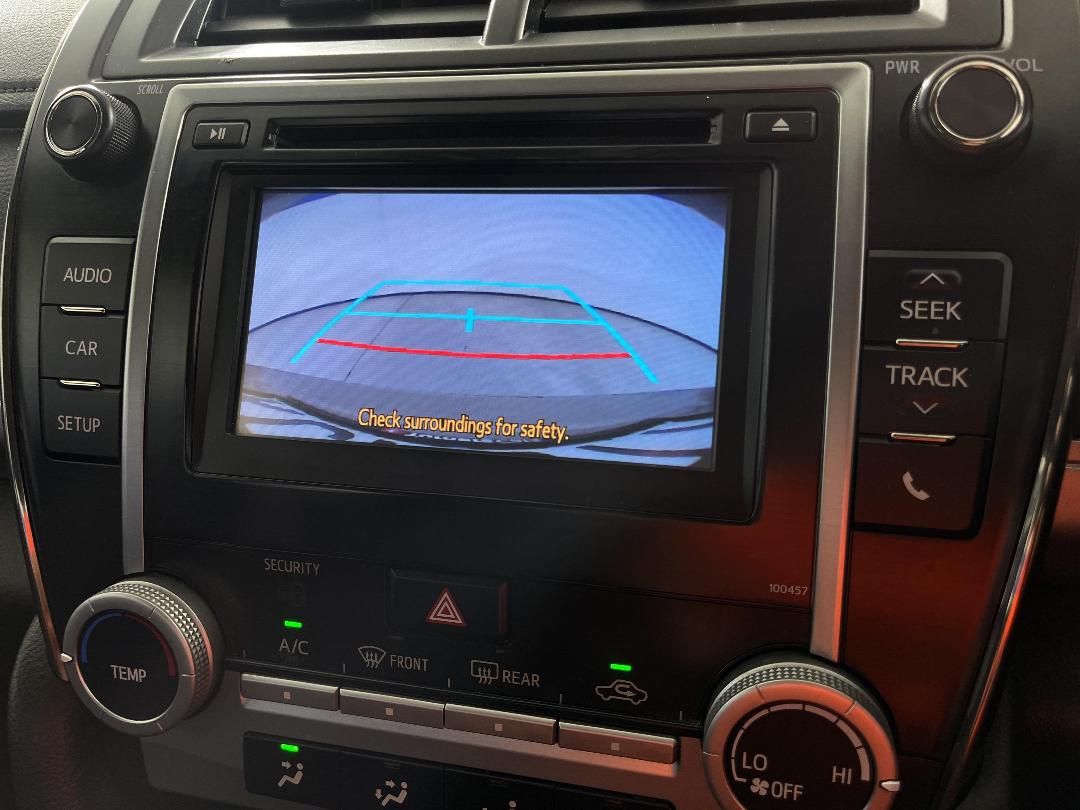 SCROLL
PWR
VOL
AUDIO
CAR
SETUP
SEEK
TRACK
Check surroundings for safety.
SECURITY
100457
A/C
FRONT
REAR
TEMP
LO
HI
OFF